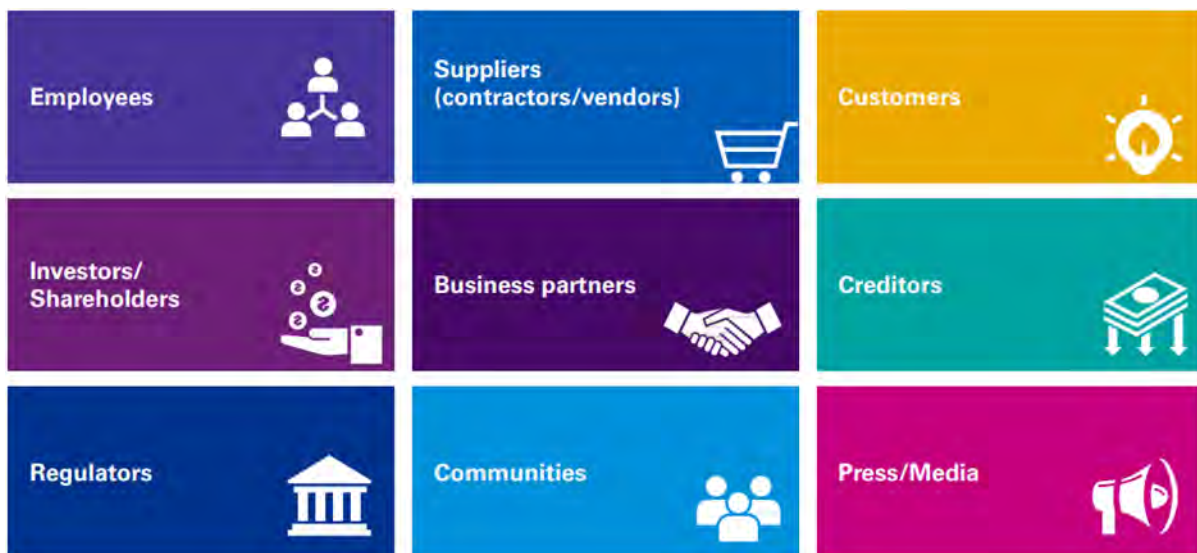 Employees
Suppliers
(contractors/vendors)
Customers
Investors/
Shareholders
Business partners
Creditors
Regulators
Communities
Press/Media